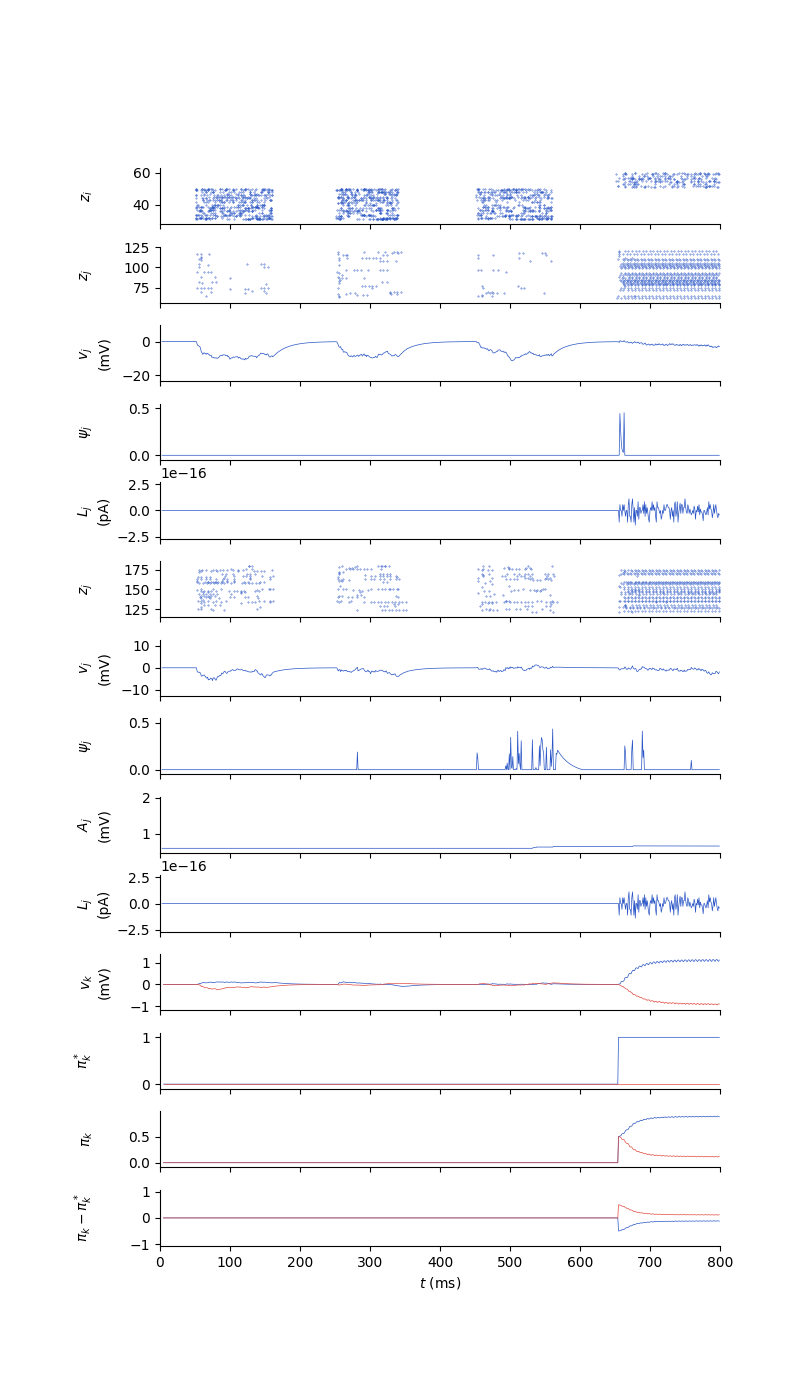 60
40
z_i
125
100
75
z_j
0
−20
v_j
(mV)
0.5
0.0
ψ_j
1e−16
2.5
0.0
−2.5
L_j
(pA)
175
150
125
z_j
10
0
−10
v_j
(mV)
0.5
0.0
ψ_j
2
1
A_j
(mV)
1e−16
2.5
0.0
−2.5
L_j
(pA)
1
0
−1
v_k
(mV)
1
0
π_k^*
0.5
0.0
π_k
1
0
−1
π_k − π_k^*
0 100 200 300 400 500 600 700 800
t (ms)